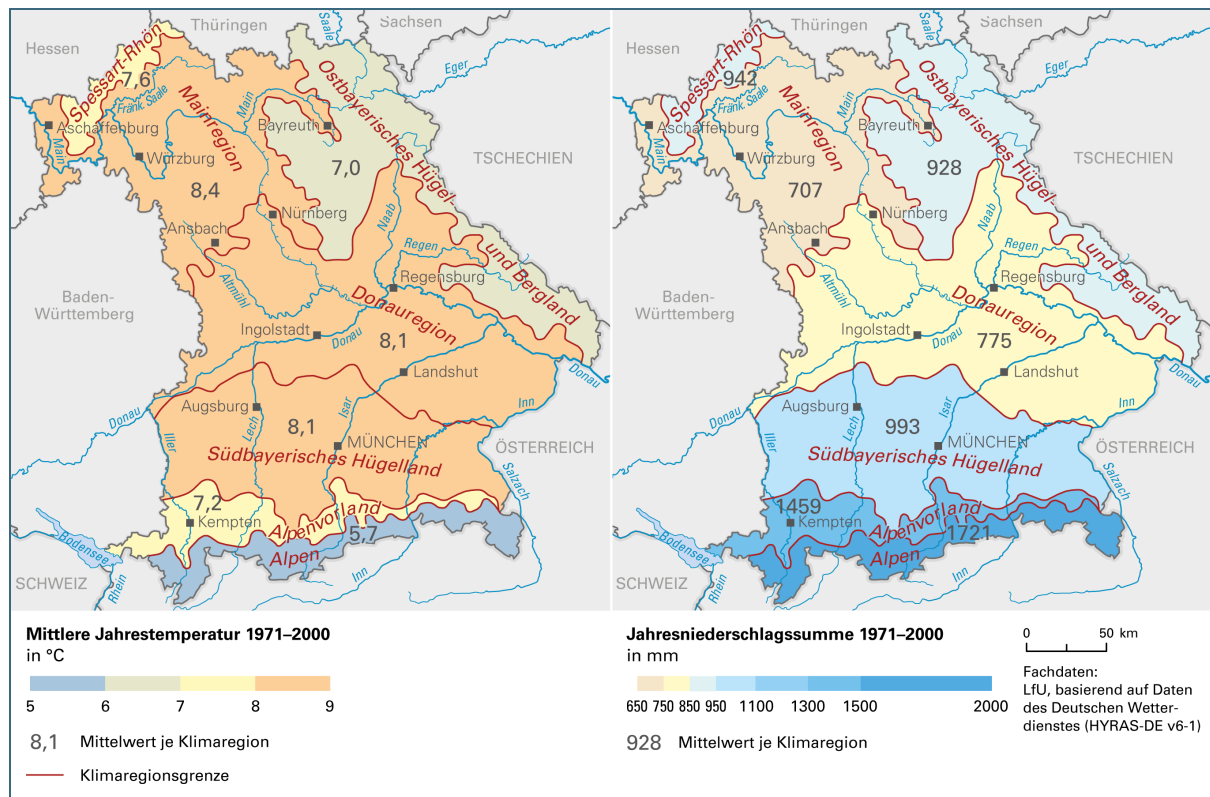 Thüringen
Sachsen
Hessen
Saale
Eger
Spessart-Rhön
7,6
Fränk. Saale
Mainregion
Main
Ostbayerisches Hügel-
und Bergland
Aschaffenburg
Main
Würzburg
Bayreuth
TSCHECHIEN
7,0
8,4
Nürnberg
Ansbach
Naab
Regen
Regensburg
Altmühl
Baden-
Württemberg
Donauregion
Ingolstadt
Donau
8,1
Landshut
Donau
Donau
Augsburg
Isar
Inn
Iller
Lech
8,1
MÜNCHEN
ÖSTERREICH
Südbayerisches Hügelland
Salzach
7,2
Kempten
Alpenvorland
5,7
Alpen
Bodensee
SCHWEIZ
Rhein
Inn
Thüringen
Sachsen
Hessen
Saale
Eger
Spessart-Rhön
942
Fränk. Saale
Mainregion
Main
Ostbayerisches Hügel-
und Bergland
Aschaffenburg
Main
Würzburg
Bayreuth
TSCHECHIEN
928
707
Nürnberg
Ansbach
Naab
Regen
Regensburg
Altmühl
Baden-
Württemberg
Donauregion
Ingolstadt
Donau
775
Landshut
Donau
Donau
Augsburg
Isar
Inn
Iller
Lech
993
MÜNCHEN
ÖSTERREICH
Südbayerisches Hügelland
Salzach
1459
Kempten
Alpenvorland
1721
Alpen
Bodensee
SCHWEIZ
Rhein
Inn
Mittlere Jahrestemperatur 1971–2000
in °C
5 6 7 8 9
8,1 Mittelwert je Klimaregion
Klimaregionsgrenze
Jahresniederschlagssumme 1971–2000
in mm
650 750 850 950 1100 1300 1500 2000
928 Mittelwert je Klimaregion
0 50 km
Fachdaten:
LfU, basierend auf Daten
des Deutschen Wetter-
dienstes (HYRAS-DE v6-1)